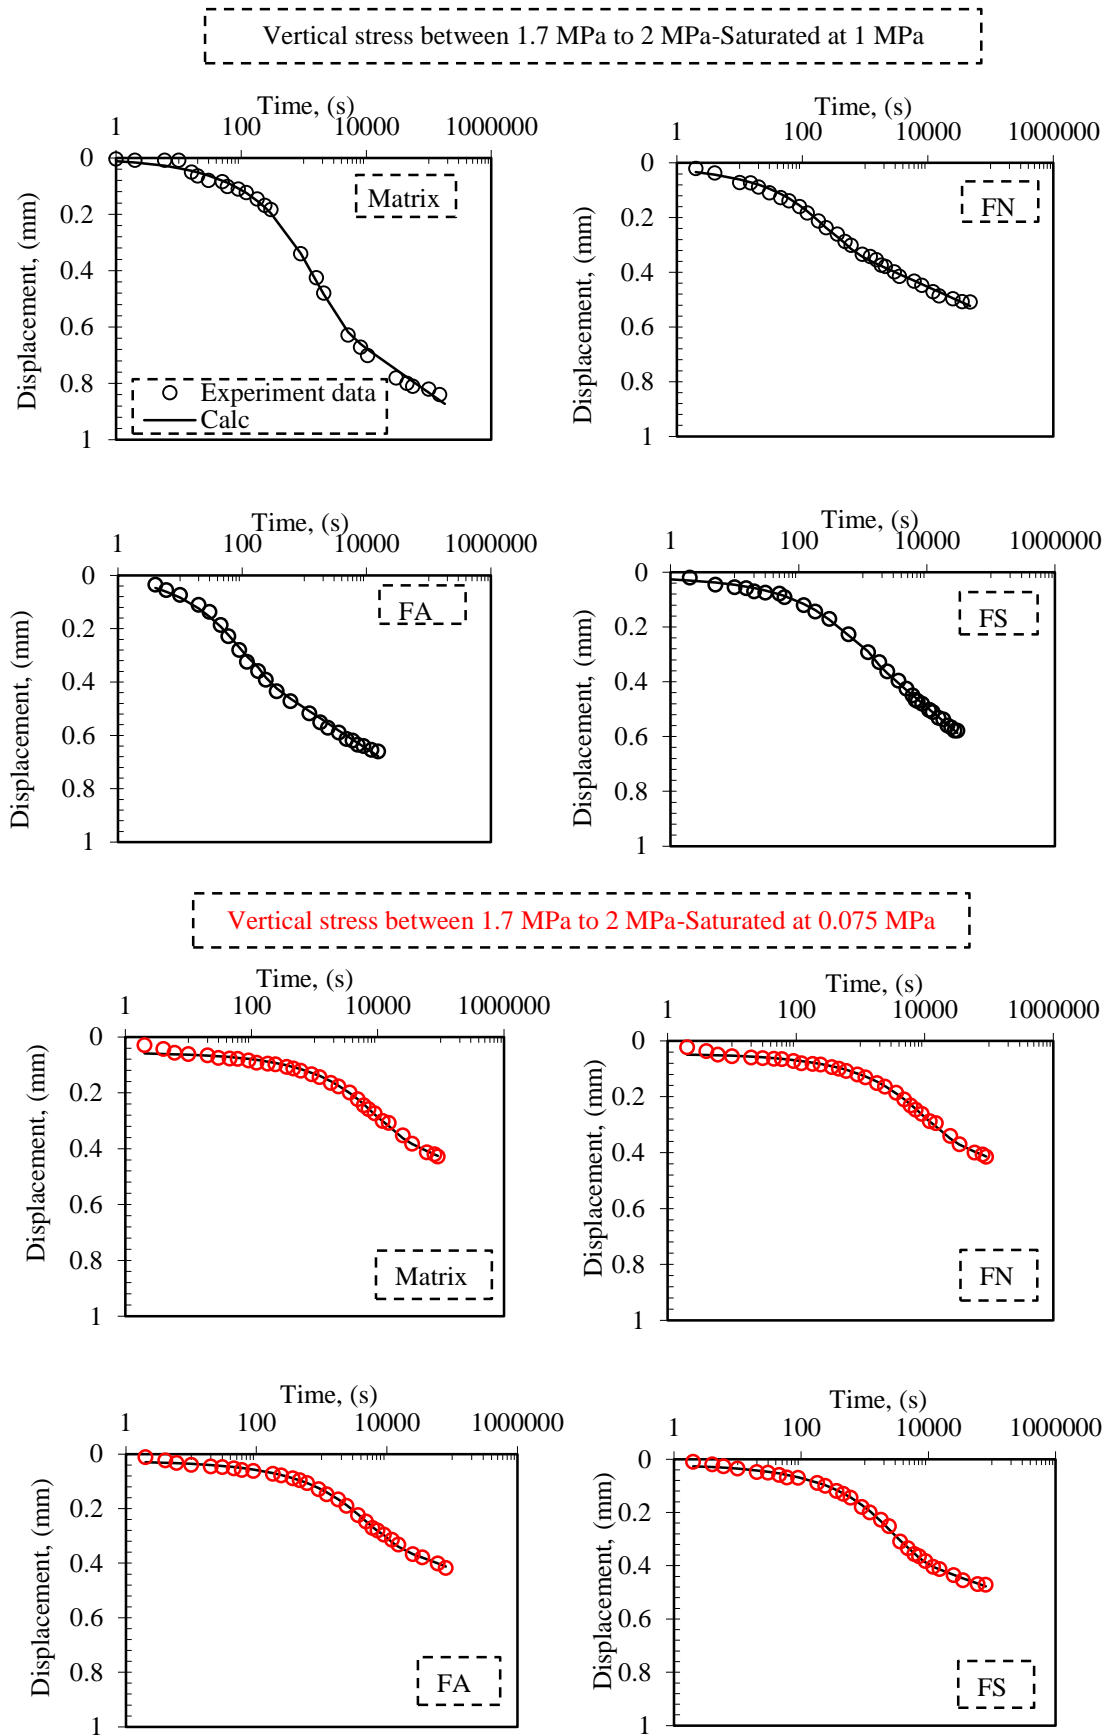 Vertical stress between 1.7 MPa to 2 MPa-Saturated at 1 MPa
Time, (s)
1 100 10000 1000000
0
0.2
0.4
0.6
0.8
1
Displacement, (mm)
Matrix
Experiment data
Calc
Time, (s)
1 100 10000 1000000
0
0.2
0.4
0.6
0.8
1
Displacement, (mm)
FN
Time, (s)
1 100 10000 1000000
0
0.2
0.4
0.6
0.8
1
Displacement, (mm)
FA
Time, (s)
1 100 10000 1000000
0
0.2
0.4
0.6
0.8
1
Displacement, (mm)
FS
Vertical stress between 1.7 MPa to 2 MPa-Saturated at 0.075 MPa
Time, (s)
1 100 10000 1000000
0
0.2
0.4
0.6
0.8
1
Displacement, (mm)
Matrix
Time, (s)
1 100 10000 1000000
0
0.2
0.4
0.6
0.8
1
Displacement, (mm)
FN
Time, (s)
1 100 10000 1000000
0
0.2
0.4
0.6
0.8
1
Displacement, (mm)
FA
Time, (s)
1 100 10000 1000000
0
0.2
0.4
0.6
0.8
1
Displacement, (mm)
FS